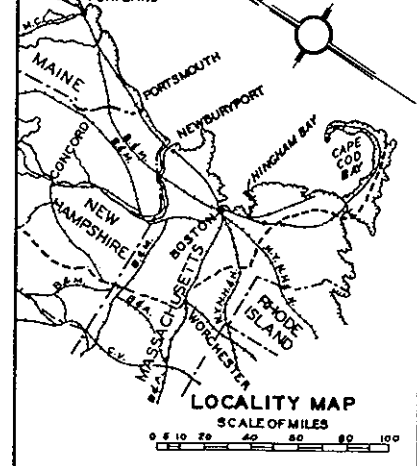 M.C.
MAINE
PORTSMOUTH
NEWBURYPORT
B.&M.
B.&M.
HINGHAM BAY
CAPE
COD
BAY
CONCORD
NEW
HAMPSHIRE
B.&M.
BOSTON
N.Y.N.H.& H.
B.&M.
B.&A.
MASSACHUSETTS
N.Y.N.H.&H.
RHODE
ISLAND
WORCHESTER
C.V.
B.&A.
LOCALITY MAP
SCALE OF MILES
0 5 10 20 40 60 80 100